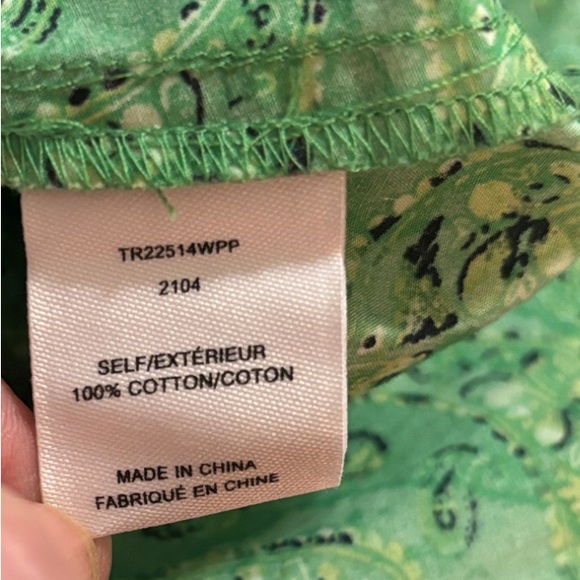 TR22514WPP
2104
SELF/EXTÉRIEUR
100% COTTON/COTON
MADE IN CHINA
FABRIQUÉ EN CHINE